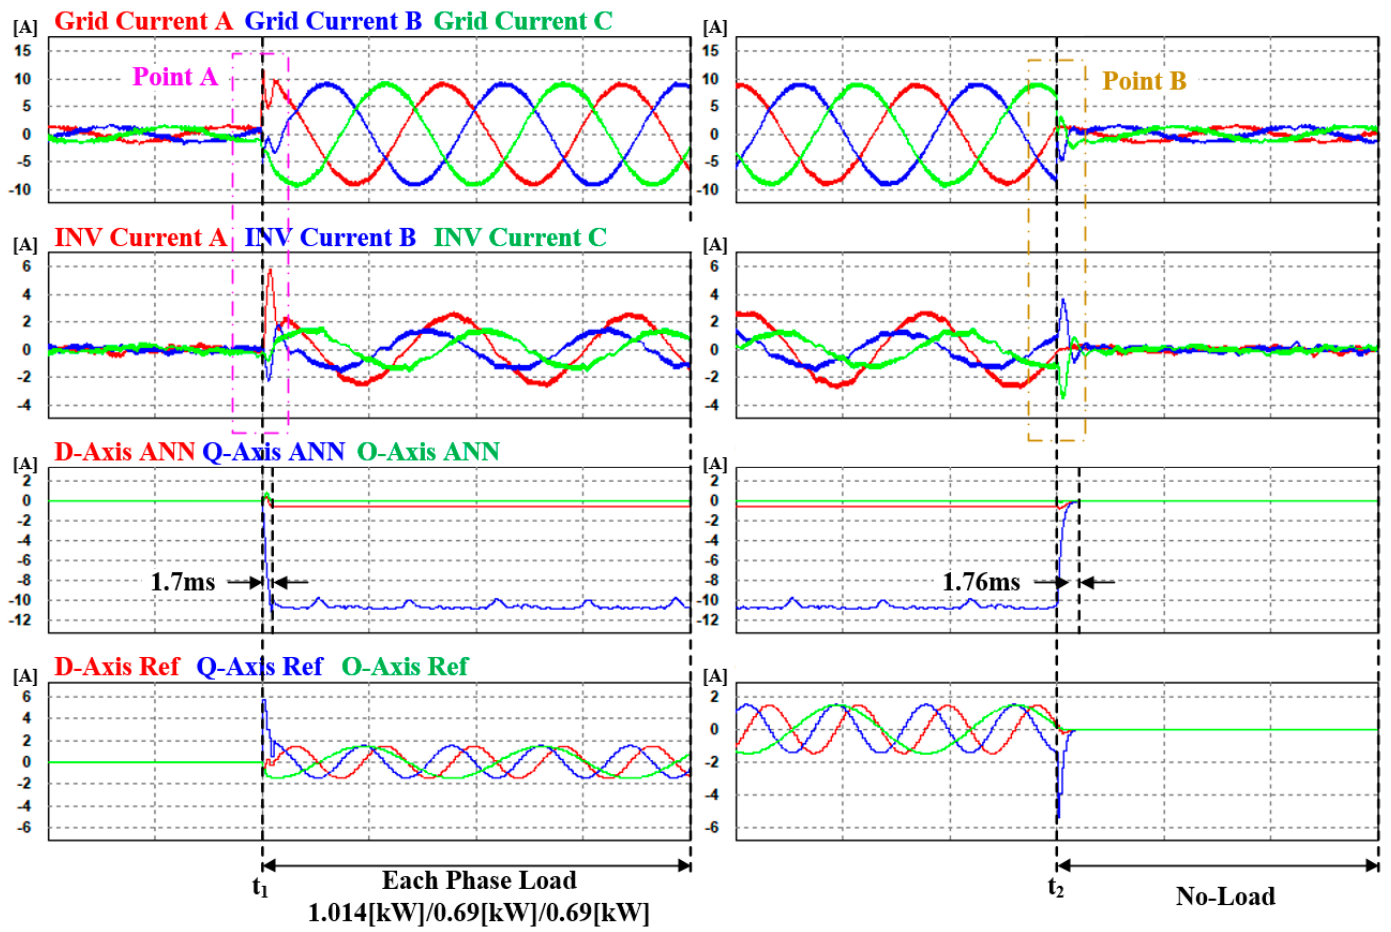 [A] Grid Current A Grid Current B Grid Current C [A]
15 15
Point A Point B
10 10
5 5
0 0
-5 -5
-10 -10
[A] INV Current A INV Current B INV Current C [A]
6 6
4 4
2 2
0 0
-2 -2
-4 -4
D-Axis ANN Q-Axis ANN O-Axis ANN
[A] [A]
2 2
0 0
-2 -2
-4 -4
-6 -6
-8 1.7ms -8 1.76ms
-10 -10
-12 -12
[A] D-Axis Ref Q-Axis Ref O-Axis Ref [A]
6 2
4
2 0
0
-2 -2
-4 -4
-6 -6
t1 Each Phase Load t2 No-Load
1.014[kW]/0.69[kW]/0.69[kW]